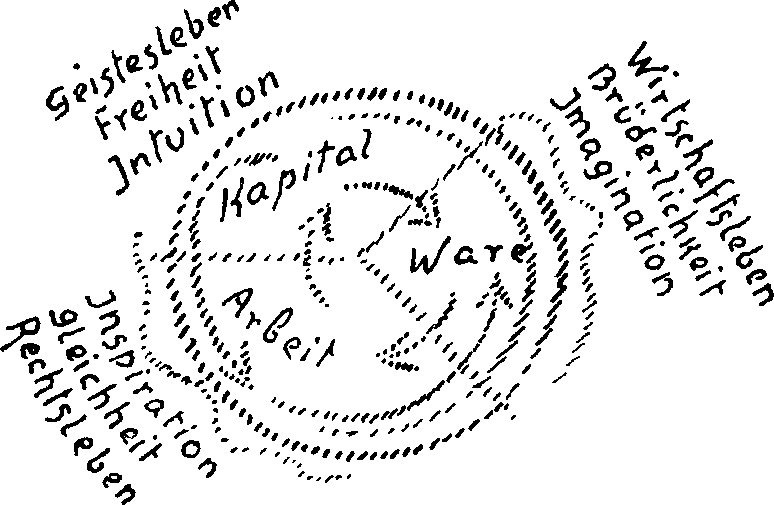 Geistesleben
Freiheit
Intuition
Wirtschaftsleben
Brüderlichkeit
Imagination
Kapital
Ware
Arbeit
Inspiration
gleichheit
Rechtsleben